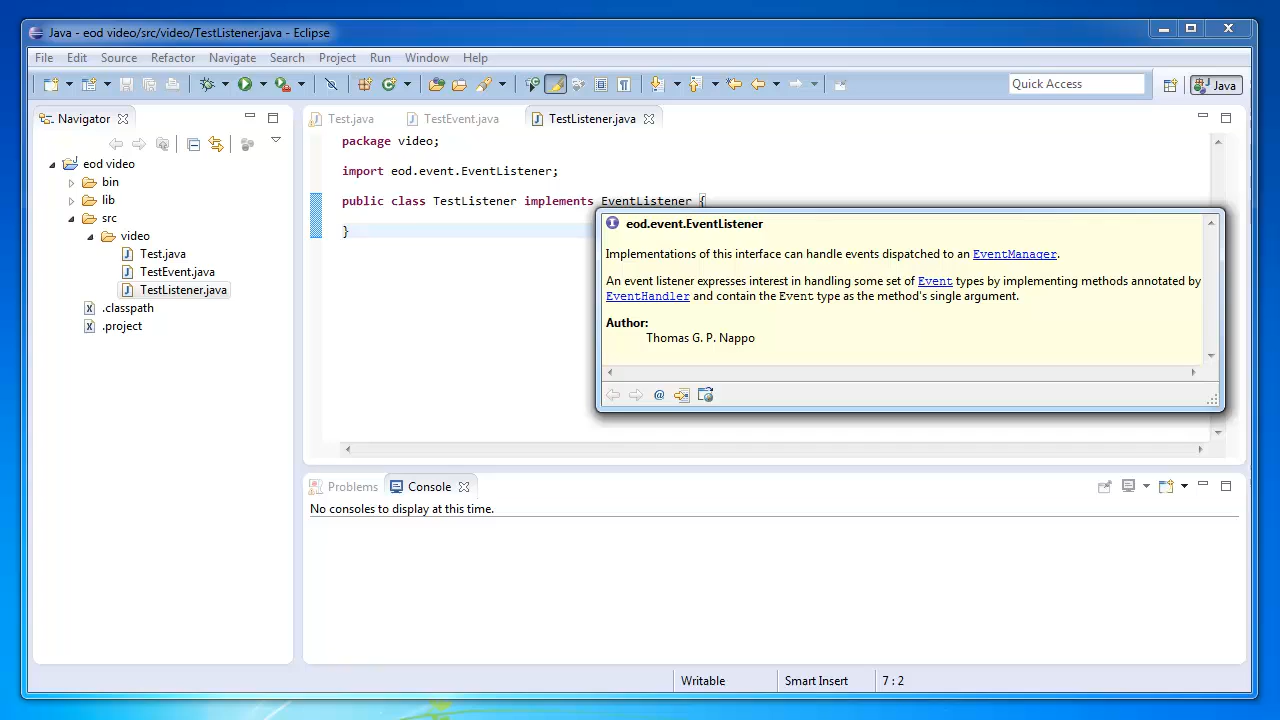 Java - eod video/src/video/TestListener.java - Eclipse
File Edit Source Refactor Navigate Search Project Run Window Help
Quick Access
Java
Navigator
eod video
bin
lib
src
video
Test.java
TestEvent.java
TestListener.java
.classpath
.project
Test.java TestEvent.java TestListener.java
package video;
import eod.event.EventListener;
public class TestListener implements EventListener {
}
eod.event.EventListener
Implementations of this interface can handle events dispatched to an EventManager.
An event listener expresses interest in handling some set of Event types by implementing methods annotated by
EventHandler and contain the Event type as the method's single argument.
Author:
Thomas G. P. Nappo
Problems Console
No consoles to display at this time.
Writable Smart Insert 7 : 2